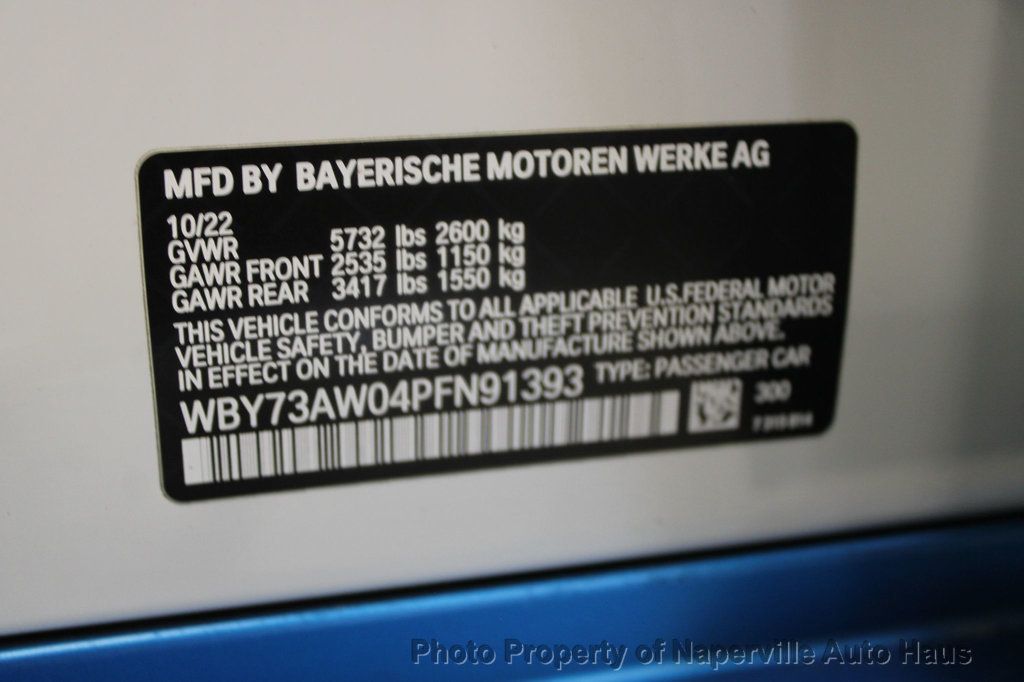 MFD BY BAYERISCHE MOTOREN WERKE AG
10/22
GVWR 5732 lbs 2600 kg
GAWR FRONT 2535 lbs 1150 kg
GAWR REAR 3417 lbs 1550 kg
THIS VEHICLE CONFORMS TO ALL APPLICABLE U.S.FEDERAL MOTOR
VEHICLE SAFETY, BUMPER AND THEFT PREVENTION STANDARDS
IN EFFECT ON THE DATE OF MANUFACTURE SHOWN ABOVE.
WBY73AW04PFN91393 TYPE: PASSENGER CAR
300
Photo Property of Naperville Auto Haus